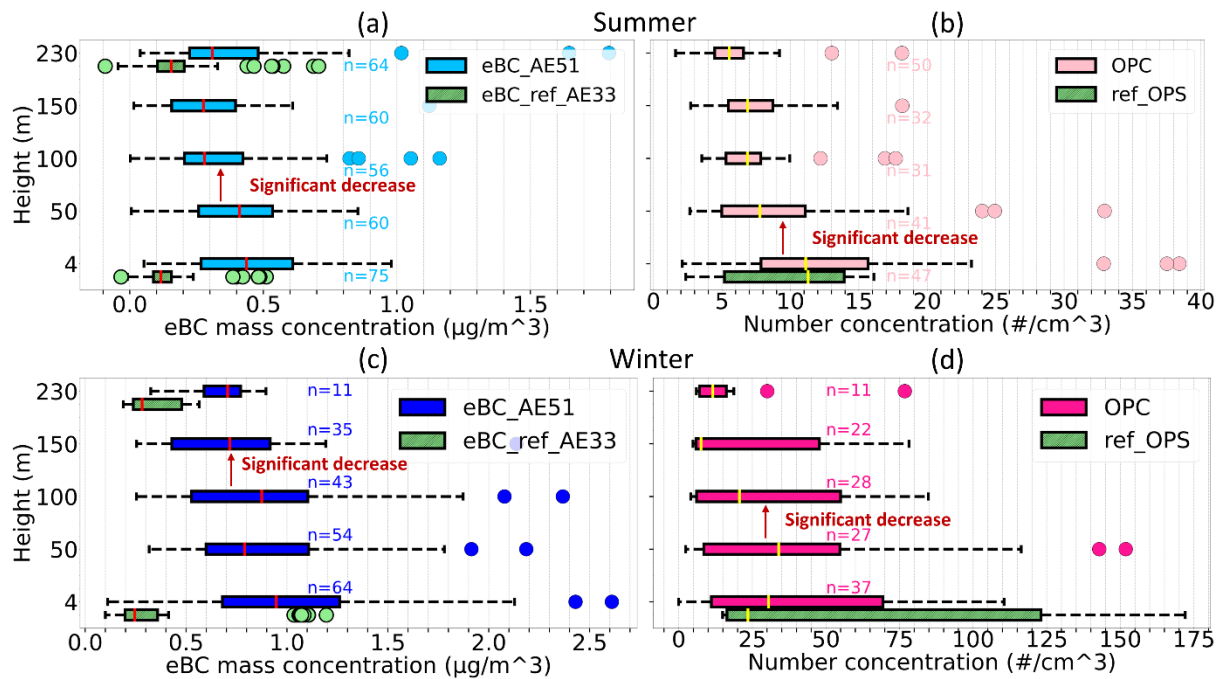 Summer
(a)
(b)
230
150
100
50
4
Height (m)
n=64
n=60
n=56
n=60
n=75
eBC_AE51
eBC_ref_AE33
Significant decrease
0.0 0.5 1.0 1.5
eBC mass concentration (μg/m^3)
n=50
n=32
n=31
n=41
n=47
OPC
ref_OPS
Significant decrease
0 5 10 15 20 25 30 35 40
Number concentration (#/cm^3)
Winter
(c)
(d)
230
150
100
50
4
Height (m)
n=11
n=35
n=43
n=54
n=64
eBC_AE51
eBC_ref_AE33
Significant decrease
0.0 0.5 1.0 1.5 2.0 2.5
eBC mass concentration (μg/m^3)
n=11
n=22
n=28
n=27
n=37
OPC
ref_OPS
Significant decrease
0 25 50 75 100 125 150 175
Number concentration (#/cm^3)